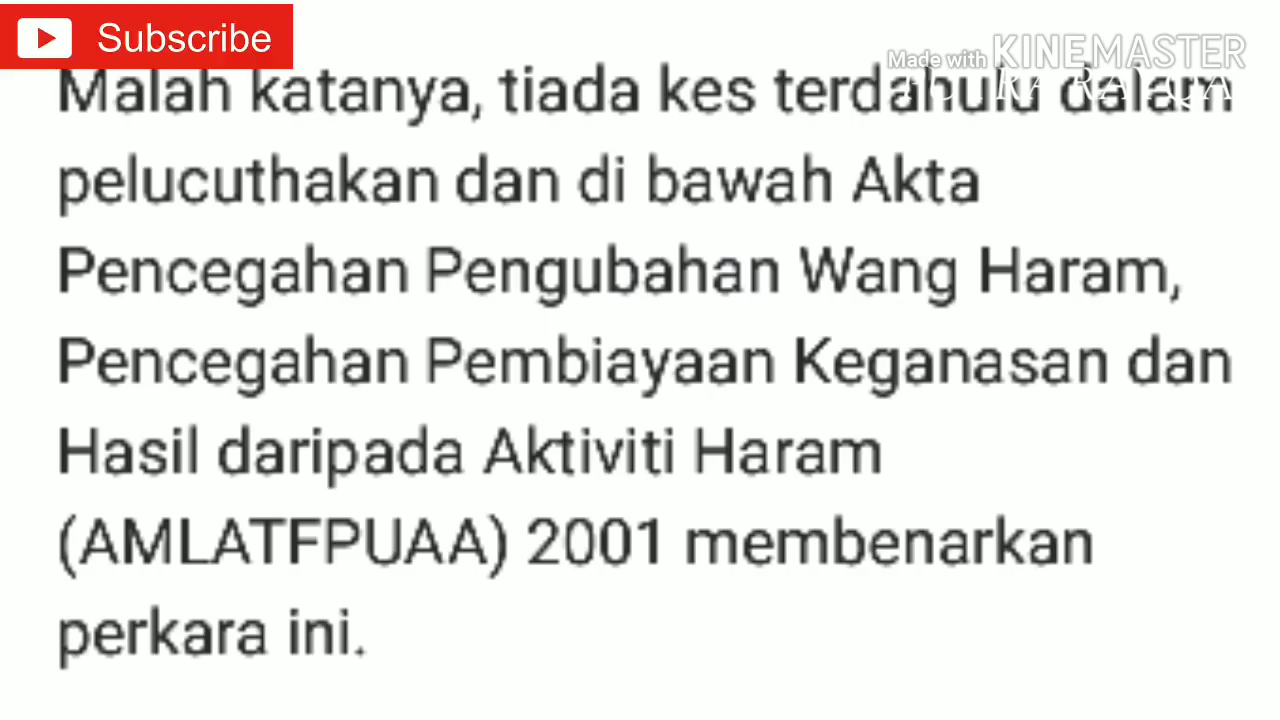 Subscribe
Made with KINEMASTER
Malah katanya, tiada kes terdahulu dalam
pelucuthakan dan di bawah Akta
Pencegahan Pengubahan Wang Haram,
Pencegahan Pembiayaan Keganasan dan
Hasil daripada Aktiviti Haram
(AMLATFPUAA) 2001 membenarkan
perkara ini.